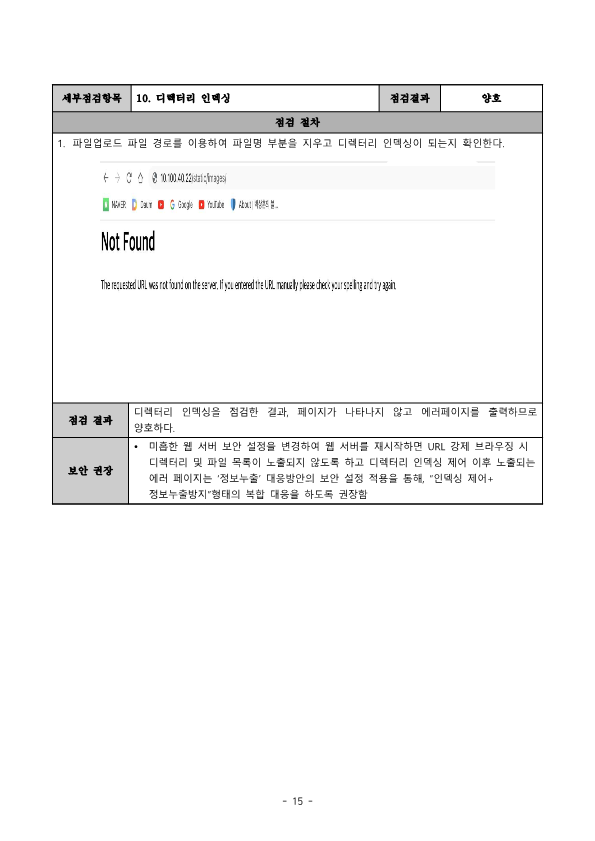 세부점검항목 10. 디렉터리 인덱싱 점검결과 양호
점검 절차
1. 파일업로드 파일 경로를 이용하여 파일명 부분을 지우고 디렉터리 인덱싱이 되는지 확인한다.
10.100.40.22/static/images/
NAVER Daum Google YouTube About |
Not Found
The requested URL was not found on the server. If you entered the URL manually please check your spelling and try again.
점검 결과
디렉터리 인덱싱을 점검한 결과, 페이지가 나타나지 않고 에러페이지를 출력하므로
양호하다.
보안 권장
• 미흡한 웹 서버 보안 설정을 변경하여 웹 서버를 재시작하면 URL 강제 브라우징 시
디렉터리 및 파일 목록이 노출되지 않도록 하고 디렉터리 인덱싱 제어 이후 노출되는
에러 페이지는 '정보누출' 대응방안의 보안 설정 적용을 통해, "인덱싱 제어+
정보누출방지"형태의 복합 대응을 하도록 권장함
- 15 -